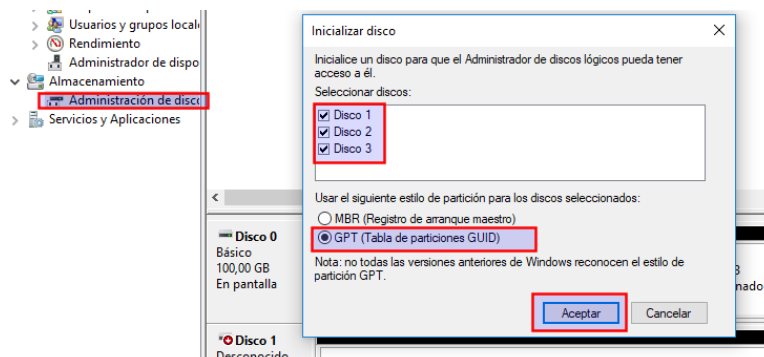 Usuarios y grupos local
Rendimiento
Administrador de dispo
Almacenamiento
Administración de disco
Servicios y Aplicaciones
Inicializar disco
Inicialice un disco para que el Administrador de discos lógicos pueda tener
acceso a él.
Seleccionar discos:
Disco 1
Disco 2
Disco 3
Usar el siguiente estilo de partición para los discos seleccionados:
MBR (Registro de arranque maestro)
GPT (Tabla de particiones GUID)
Nota: no todas las versiones anteriores de Windows reconocen el estilo de
partición GPT.
Aceptar Cancelar
Disco 0
Básico
100,00 GB
En pantalla
nado
Disco 1
Desconocido